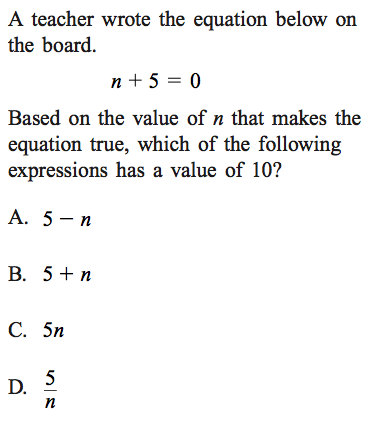 A teacher wrote the equation below on
the board.
n + 5 = 0
Based on the value of n that makes the
equation true, which of the following
expressions has a value of 10?
A. 5 − n
B. 5 + n
C. 5n
D. 5/n